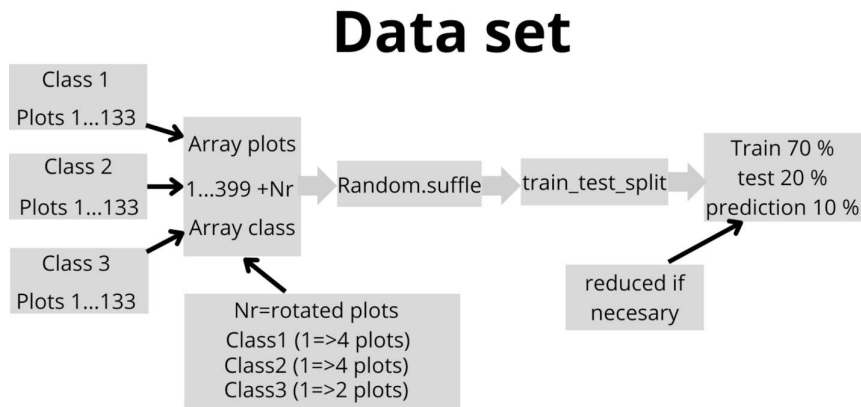 Data set
Class 1
Plots 1...133
Class 2
Plots 1...133
Class 3
Plots 1...133
Array plots
1...399 +Nr
Array class
Nr=rotated plots
Class1 (1=>4 plots)
Class2 (1=>4 plots)
Class3 (1=>2 plots)
Random.suffle
train_test_split
Train 70 %
test 20 %
prediction 10 %
reduced if
necesary